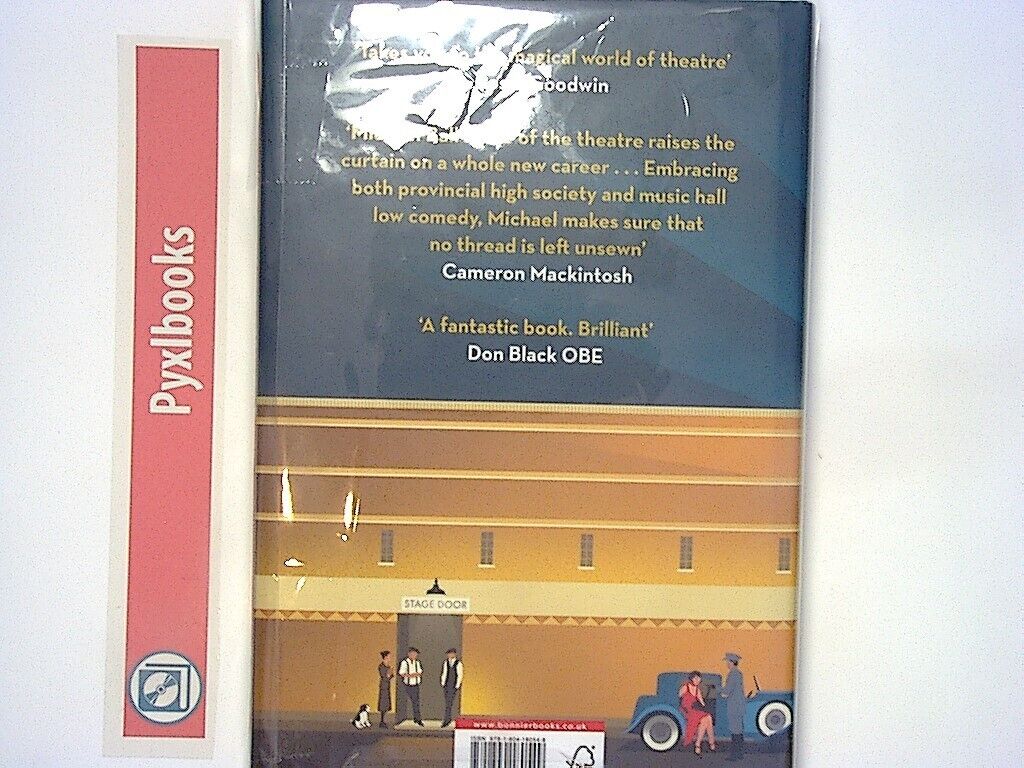 Pyxlbooks
'Takes magical world of theatre'
Goodwin
of the theatre raises the
curtain on a whole new career . . . Embracing
both provincial high society and music hall
low comedy, Michael makes sure that
no thread is left unsewn'
Cameron Mackintosh
'A fantastic book. Brilliant'
Don Black OBE
STAGE DOOR
www.bonnierbooks.co.uk